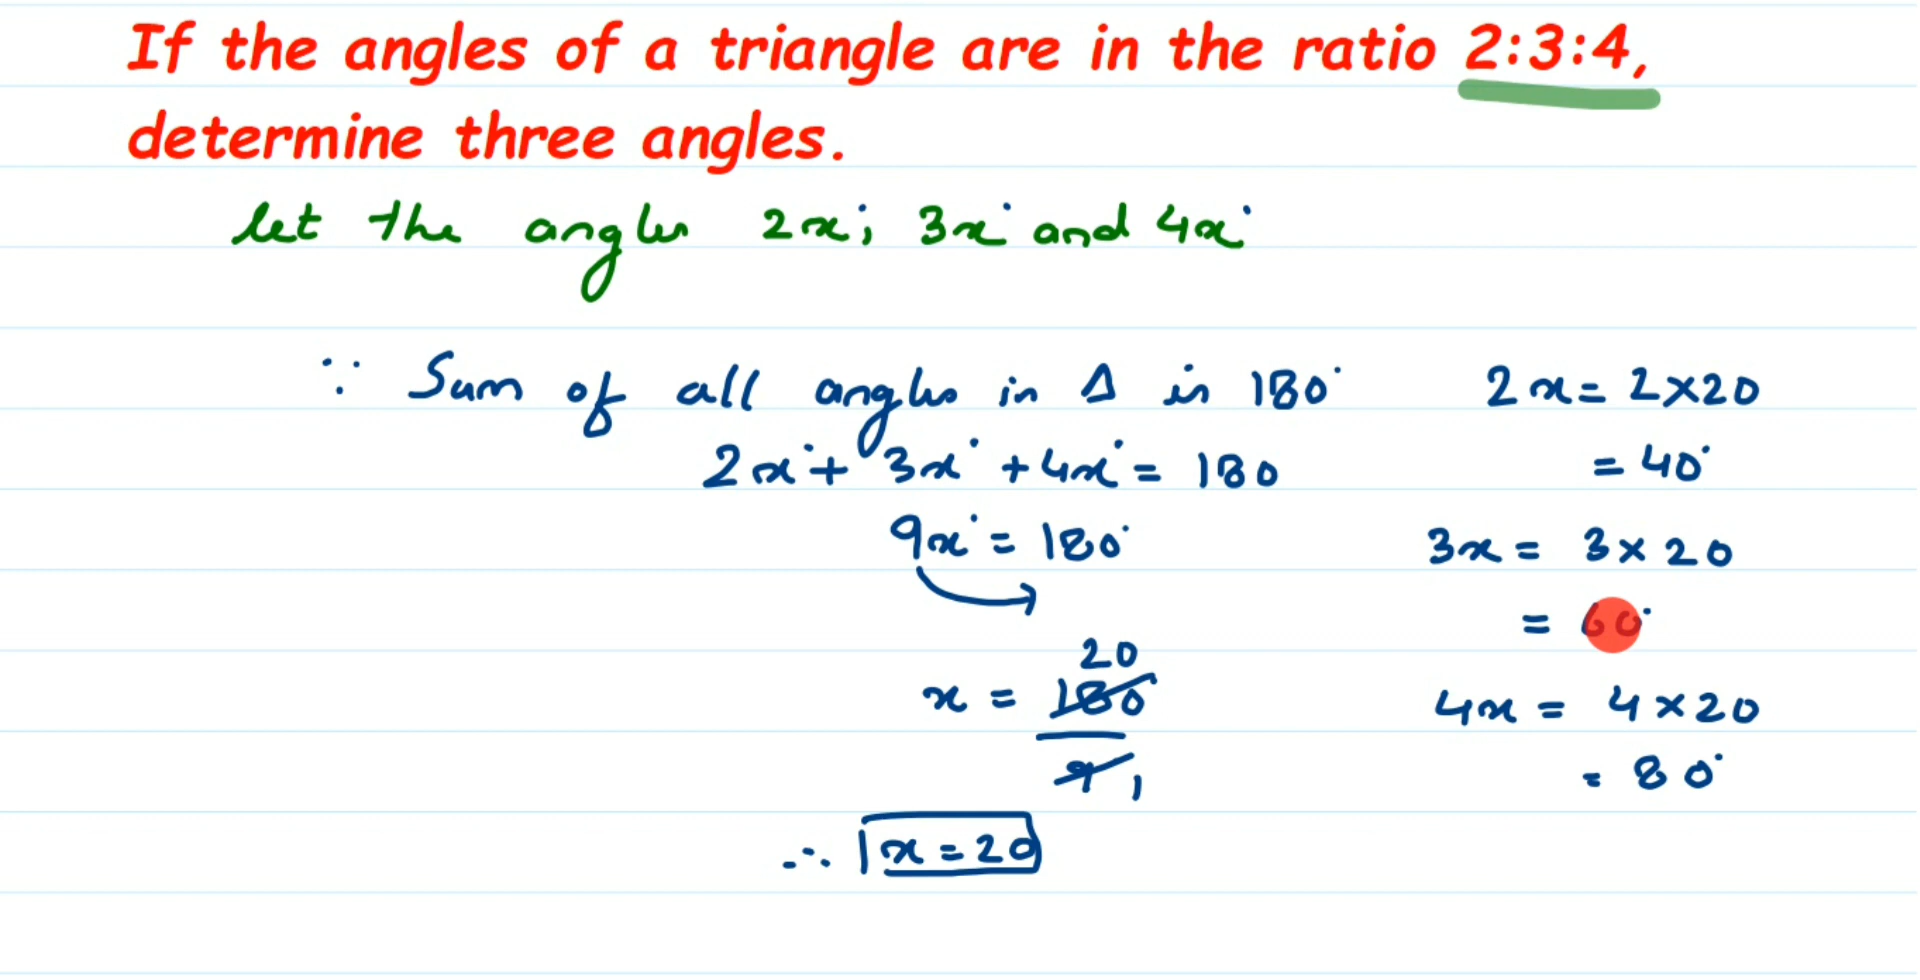 If the angles of a triangle are in the ratio 2:3:4,
determine three angles.
let the angles 2x°, 3x° and 4x°
∵ Sum of all angles in Δ is 180°
2x°+ 3x° + 4x° = 180
9x° = 180°
20
x = 180°
9 1
∴ x = 20
2x = 2×20
= 40°
3x = 3×20
= 60°
4x = 4×20
= 80°